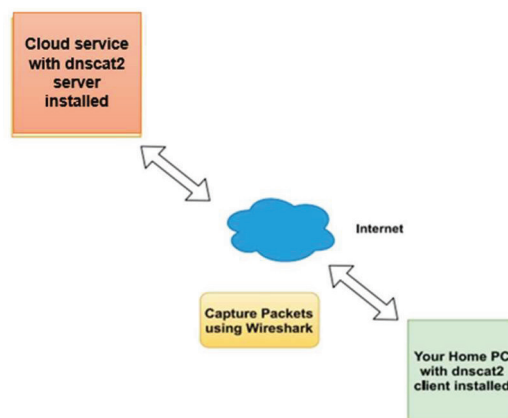 Cloud service
with dnscat2
server
installed
Internet
Capture Packets
using Wireshark
Your Home PC
with dnscat2
client installed